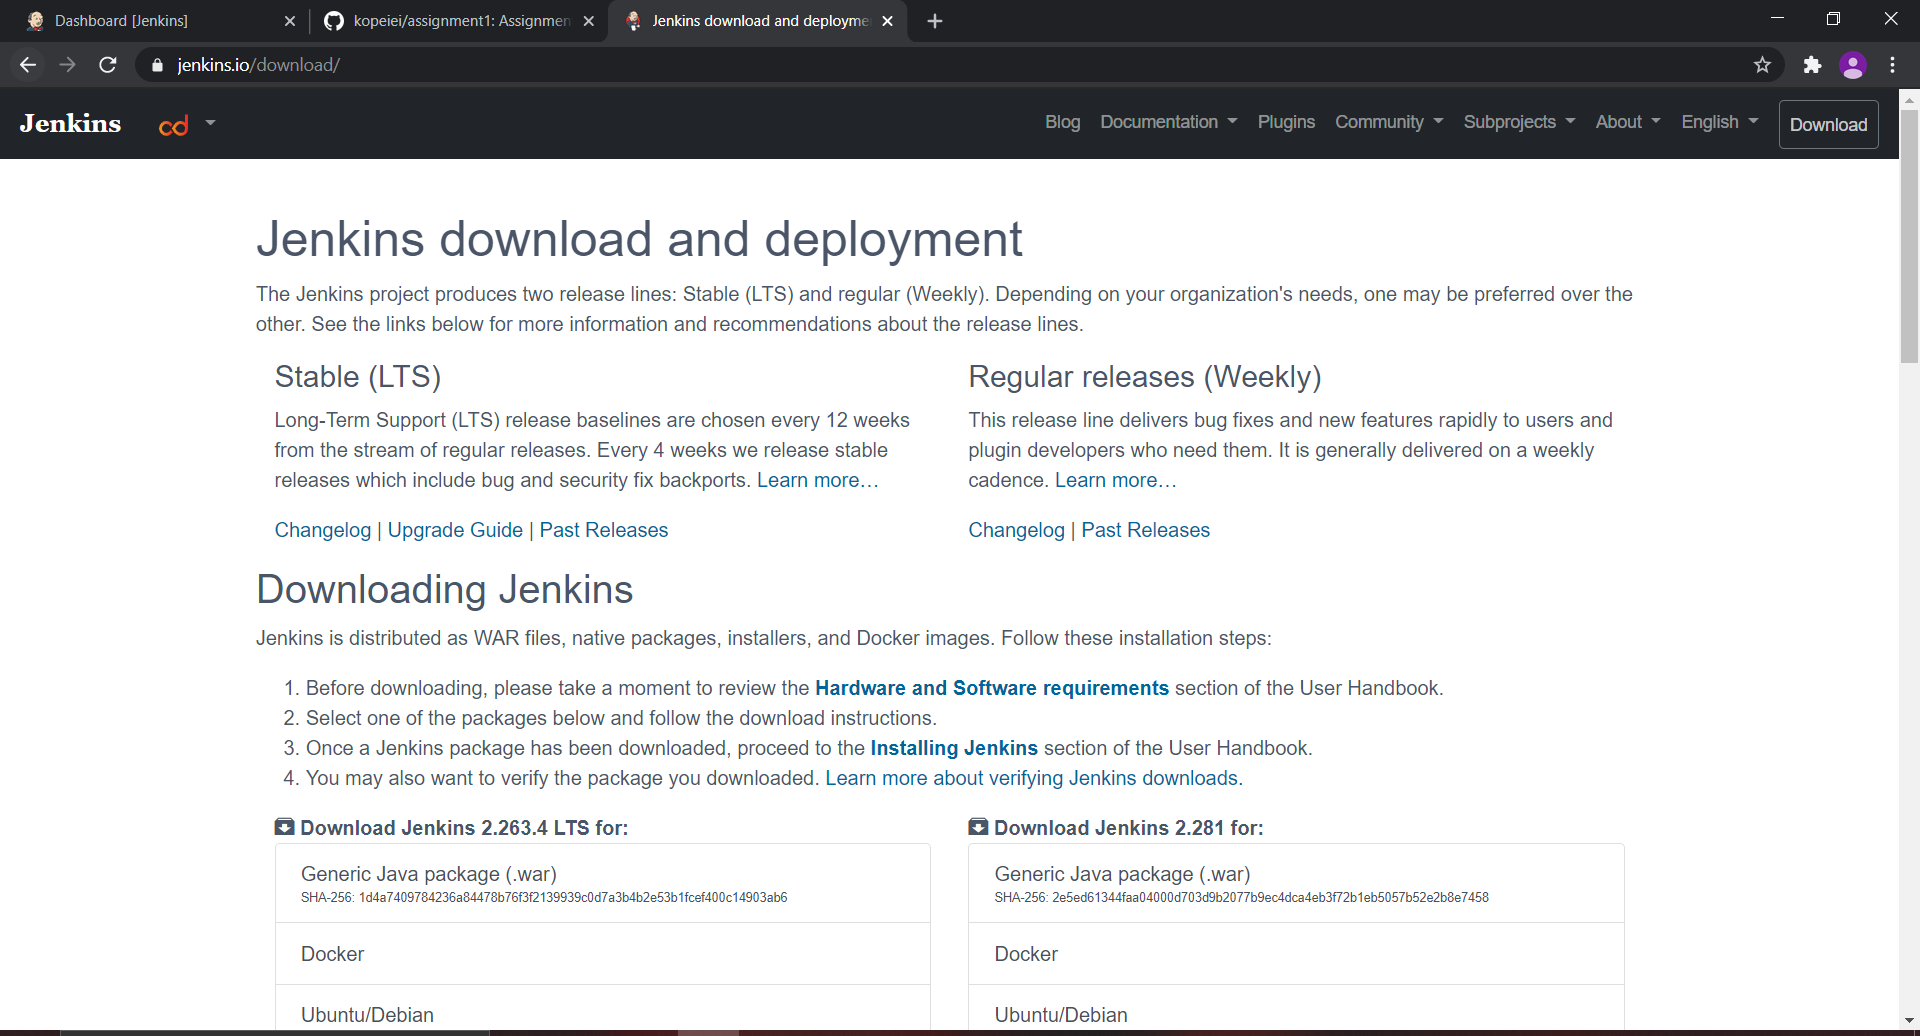 Dashboard [Jenkins]
kopeiei/assignment1: Assignmen
Jenkins download and deployme
jenkins.io/download/
Jenkins
cd
Blog Documentation Plugins Community Subprojects About English Download
Jenkins download and deployment
The Jenkins project produces two release lines: Stable (LTS) and regular (Weekly). Depending on your organization's needs, one may be preferred over the
other. See the links below for more information and recommendations about the release lines.
Stable (LTS)
Long-Term Support (LTS) release baselines are chosen every 12 weeks
from the stream of regular releases. Every 4 weeks we release stable
releases which include bug and security fix backports. Learn more…
Changelog | Upgrade Guide | Past Releases
Regular releases (Weekly)
This release line delivers bug fixes and new features rapidly to users and
plugin developers who need them. It is generally delivered on a weekly
cadence. Learn more…
Changelog | Past Releases
Downloading Jenkins
Jenkins is distributed as WAR files, native packages, installers, and Docker images. Follow these installation steps:
1. Before downloading, please take a moment to review the Hardware and Software requirements section of the User Handbook.
2. Select one of the packages below and follow the download instructions.
3. Once a Jenkins package has been downloaded, proceed to the Installing Jenkins section of the User Handbook.
4. You may also want to verify the package you downloaded. Learn more about verifying Jenkins downloads.
Download Jenkins 2.263.4 LTS for:
Generic Java package (.war)
SHA-256: 1d4a7409784236a84478b76f3f2139939c0d7a3b4b2e53b1fcef400c14903ab6
Docker
Ubuntu/Debian
Download Jenkins 2.281 for:
Generic Java package (.war)
SHA-256: 2e5ed61344faa04000d703d9b2077b9ec4dca4eb3f72b1eb5057b52e2b8e7458
Docker
Ubuntu/Debian